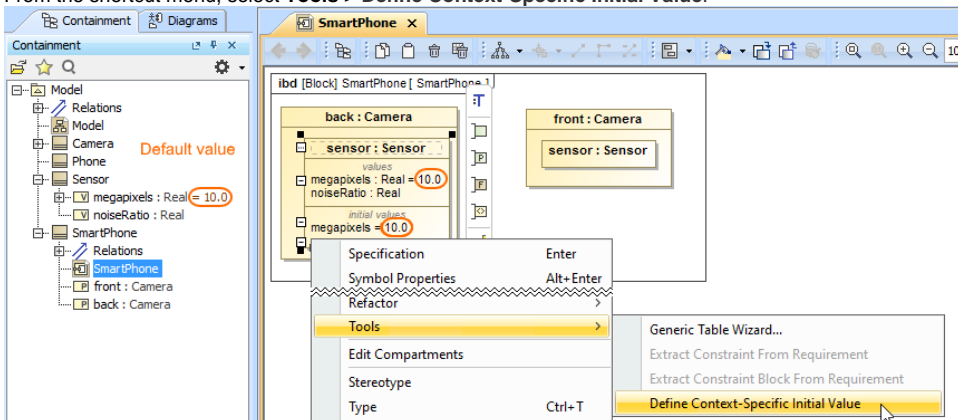 From the shortcut menu, select Tools > Define Context-Specific Initial Value.
Containment
Diagrams
SmartPhone
Containment
10
Model
Relations
Model
Camera
Default value
Phone
Sensor
megapixels : Real = 10.0
noiseRatio : Real
SmartPhone
Relations
SmartPhone
front : Camera
back : Camera
ibd [Block] SmartPhone [ SmartPhone ]
back : Camera
sensor : Sensor
values
megapixels : Real = 10.0
noiseRatio : Real
initial values
megapixels = 10.0
front : Camera
sensor : Sensor
Specification Enter
Symbol Properties Alt+Enter
Refactor
Tools
Edit Compartments
Stereotype
Type Ctrl+T
Generic Table Wizard...
Extract Constraint From Requirement
Extract Constraint Block From Requirement
Define Context-Specific Initial Value